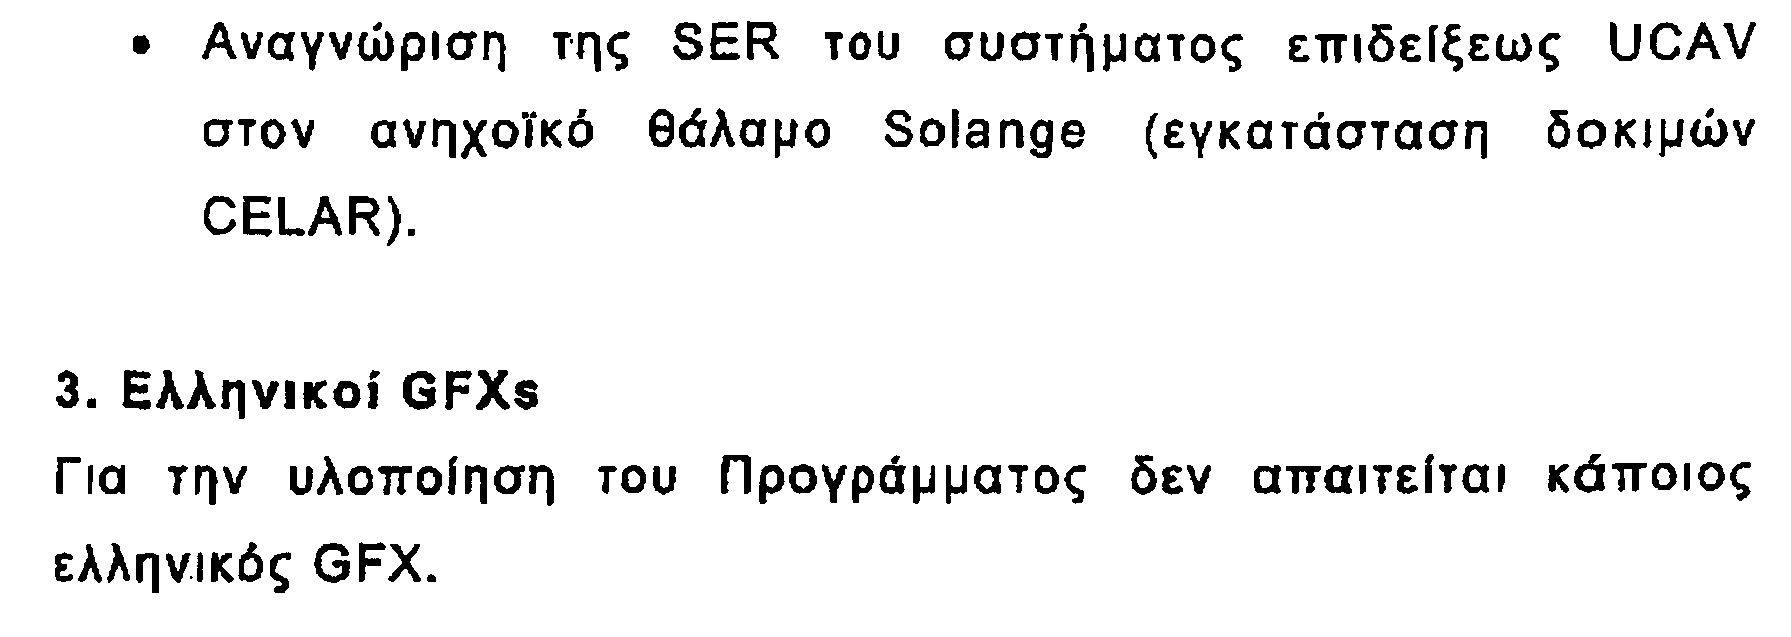 • Αναγνώριση της SER του συστήματος επιδείξεως UCAV
στον ανηχοϊκό θάλαμο Solange (εγκατάσταση δοκιμών
CELAR).
3. Ελληνικοί GFXs
Για την υλοποίηση του Προγράμματος δεν απαιτείται κάποιος
ελληνικός GFX.